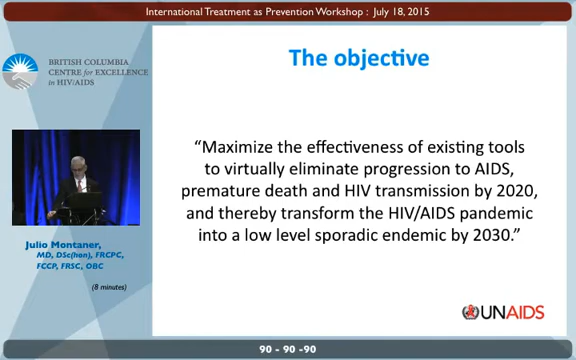 International Treatment as Prevention Workshop : July 18, 2015
BRITISH COLUMBIA
CENTRE for EXCELLENCE
in HIV/AIDS
The objective
“Maximize the effectiveness of existing tools
to virtually eliminate progression to AIDS,
premature death and HIV transmission by 2020,
and thereby transform the HIV/AIDS pandemic
into a low level sporadic endemic by 2030.”
Julio Montaner,
MD, DSc(hon), FRCPC,
FCCP, FRSC, OBC
(8 minutes)
UNAIDS
90 - 90 -90